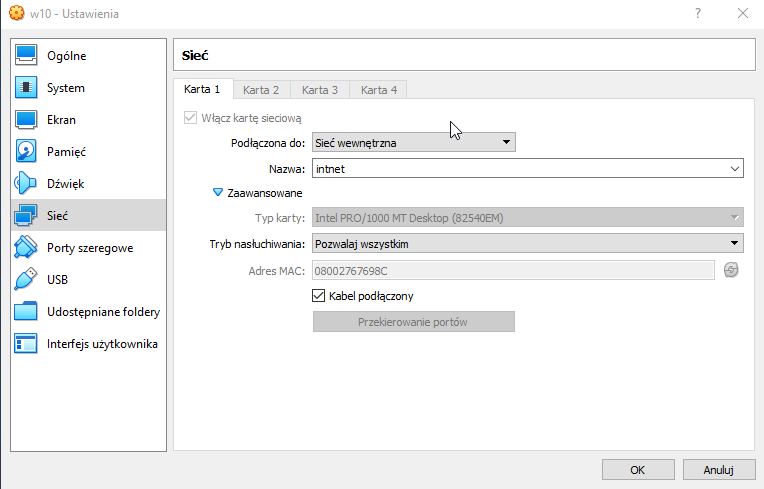 w10 - Ustawienia
?
Ogólne
System
Ekran
Pamięć
Dźwięk
Sieć
Porty szeregowe
USB
Udostępniane foldery
Interfejs użytkownika
Sieć
Karta 1 Karta 2 Karta 3 Karta 4
Włącz kartę sieciową
Podłączona do: Sieć wewnętrzna
Nazwa: intnet
Zaawansowane
Typ karty: Intel PRO/1000 MT Desktop (82540EM)
Tryb nasłuchiwania: Pozwalaj wszystkim
Adres MAC: 08002767698C
Kabel podłączony
Przekierowanie portów
OK Anuluj